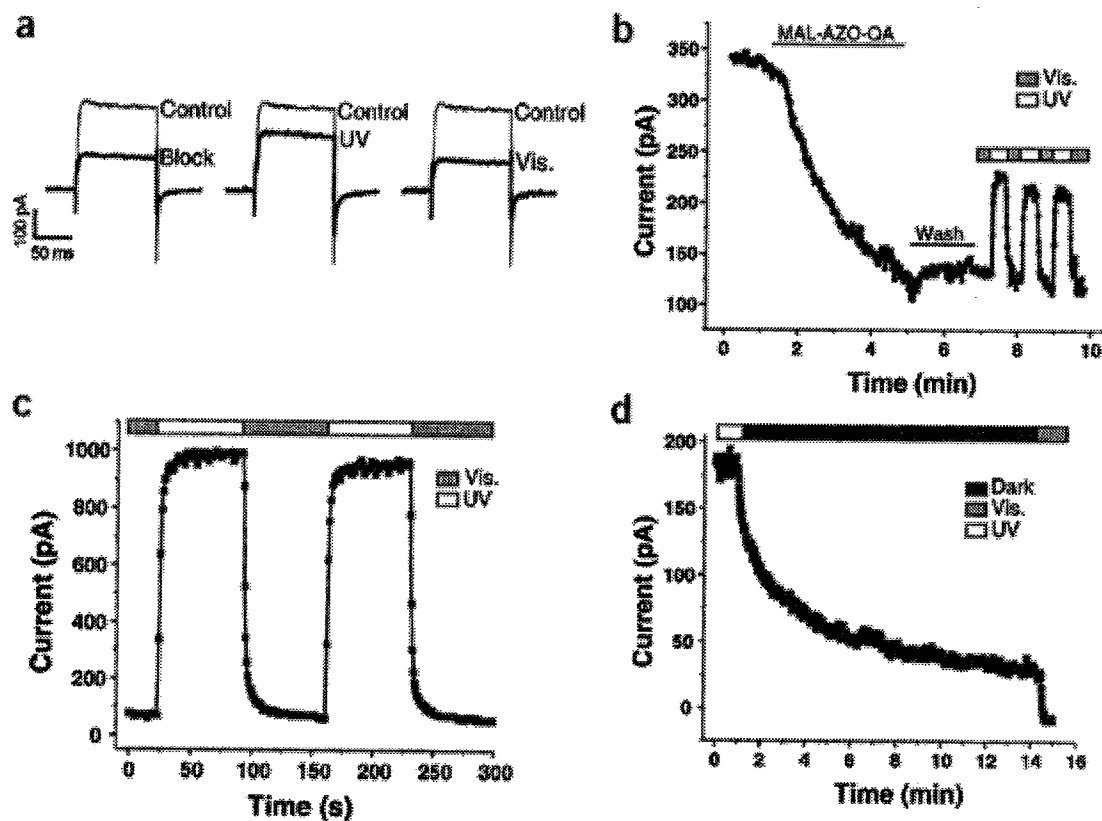 a
Control
Block
Control
UV
Control
Vis.
100 pA
50 ms
b
MAL-AZO-QA
Vis.
UV
Wash
350
300
250
200
150
100
Current (pA)
0 2 4 6 8 10
Time (min)
c
Vis.
UV
1000
800
600
400
200
0
Current (pA)
0 50 100 150 200 250 300
Time (s)
d
Dark
Vis.
UV
200
150
100
50
0
Current (pA)
0 2 4 6 8 10 12 14 16
Time (min)